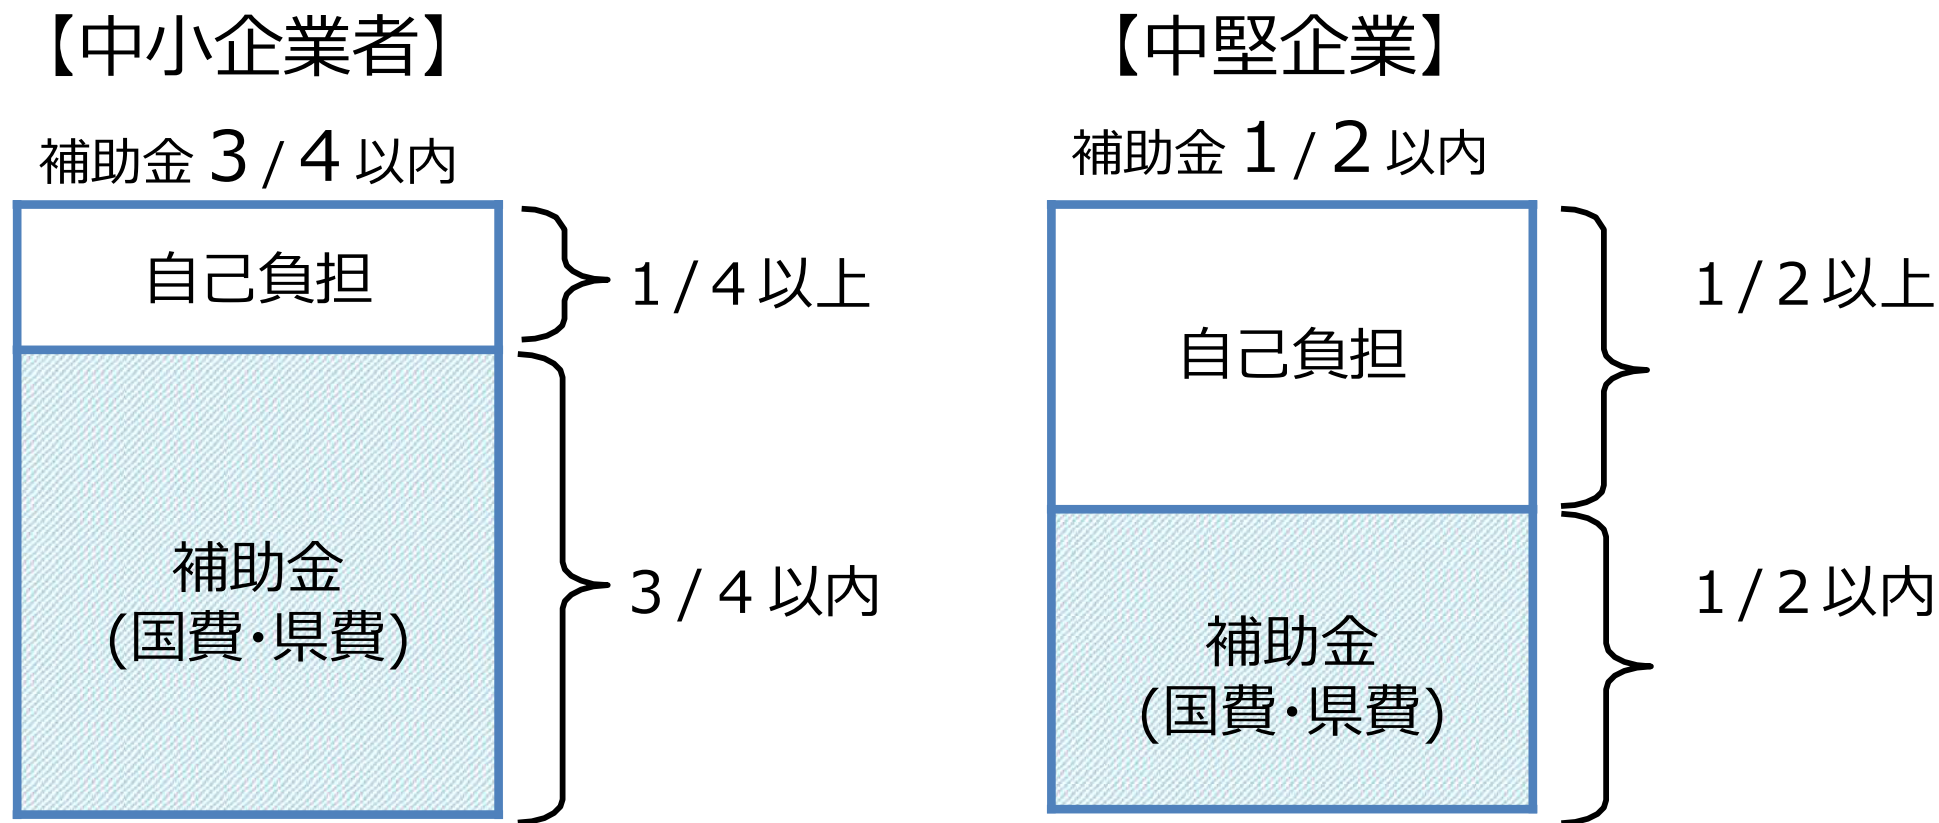 【中小企業者】
補助金 3/4 以内
自己負担
1/4 以上
補助金
(国費・県費)
3/4 以内
【中堅企業】
補助金 1/2 以内
自己負担
1/2 以上
補助金
(国費・県費)
1/2 以内